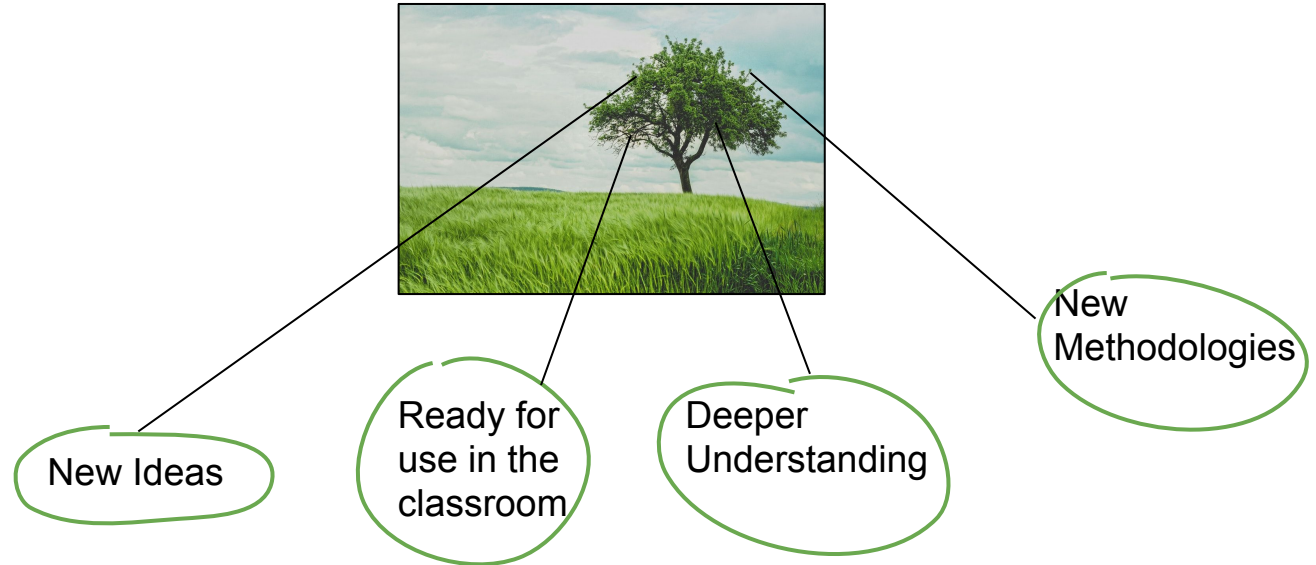 New Ideas
Ready for
use in the
classroom
Deeper
Understanding
New
Methodologies